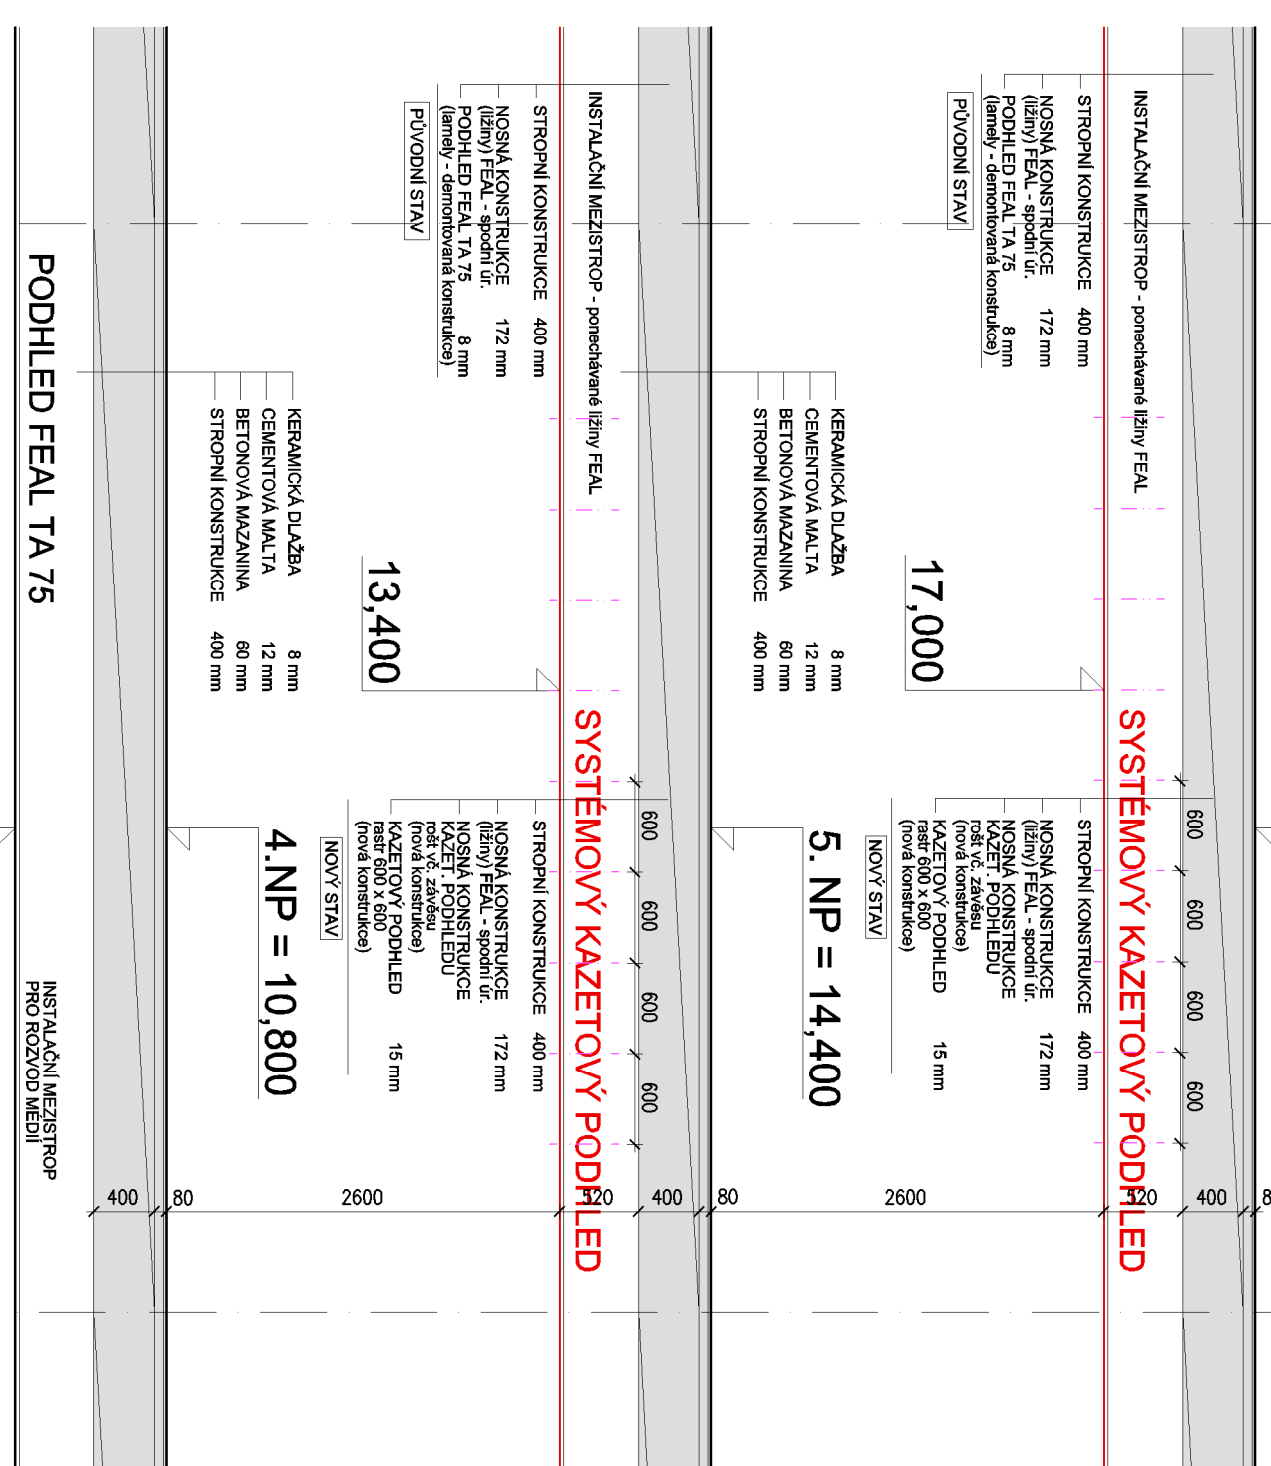 INSTALAČNÍ MEZISTROP - ponechávané ližiny FEAL
SYSTÉMOVÝ KAZETOVÝ PODHLED
600
600
600
600
STROPNÍ KONSTRUKCE 400 mm
NOSNÁ KONSTRUKCE 172 mm
(ližiny) FEAL - spodní úr.
PODHLED FEAL TA 75 8 mm
(lamely - demontovaná konstrukce)
PŮVODNÍ STAV
17,000
STROPNÍ KONSTRUKCE 400 mm
NOSNÁ KONSTRUKCE 172 mm
(ližiny) FEAL - spodní úr.
NOSNÁ KONSTRUKCE
KAZET. PODHLEDU
rošt vč. závěsu
(nová konstrukce)
KAZETOVÝ PODHLED 15 mm
rastr 600 x 600
(nová konstrukce)
NOVÝ STAV
5. NP = 14,400
KERAMICKÁ DLAŽBA 8 mm
CEMENTOVÁ MALTA 12 mm
BETONOVÁ MAZANINA 60 mm
STROPNÍ KONSTRUKCE 400 mm
INSTALAČNÍ MEZISTROP - ponechávané ližiny FEAL
SYSTÉMOVÝ KAZETOVÝ PODHLED
600
600
600
600
STROPNÍ KONSTRUKCE 400 mm
NOSNÁ KONSTRUKCE 172 mm
(ližiny) FEAL - spodní úr.
PODHLED FEAL TA 75 8 mm
(lamely - demontovaná konstrukce)
PŮVODNÍ STAV
13,400
STROPNÍ KONSTRUKCE 400 mm
NOSNÁ KONSTRUKCE 172 mm
(ližiny) FEAL - spodní úr.
NOSNÁ KONSTRUKCE
KAZET. PODHLEDU
rošt vč. závěsu
(nová konstrukce)
KAZETOVÝ PODHLED 15 mm
rastr 600 x 600
(nová konstrukce)
NOVÝ STAV
4.NP = 10,800
KERAMICKÁ DLAŽBA 8 mm
CEMENTOVÁ MALTA 12 mm
BETONOVÁ MAZANINA 60 mm
STROPNÍ KONSTRUKCE 400 mm
PODHLED FEAL TA 75
INSTALAČNÍ MEZISTROP
PRO ROZVOD MÉDIÍ
400 80 2600 520 400 80 2600 520 400 8